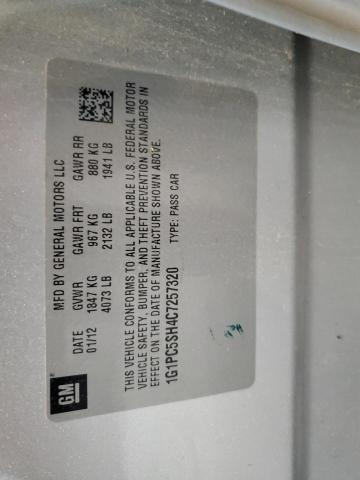 GM
MFD BY GENERAL MOTORS LLC
DATE GVWR GAWR FRT GAWR RR
01/12 1847 KG 967 KG 880 KG
4073 LB 2132 LB 1941 LB
THIS VEHICLE CONFORMS TO ALL APPLICABLE U.S. FEDERAL MOTOR
VEHICLE SAFETY, BUMPER, AND THEFT PREVENTION STANDARDS IN
EFFECT ON THE DATE OF MANUFACTURE SHOWN ABOVE.
1G1PC5SH4C7257320 TYPE: PASS CAR